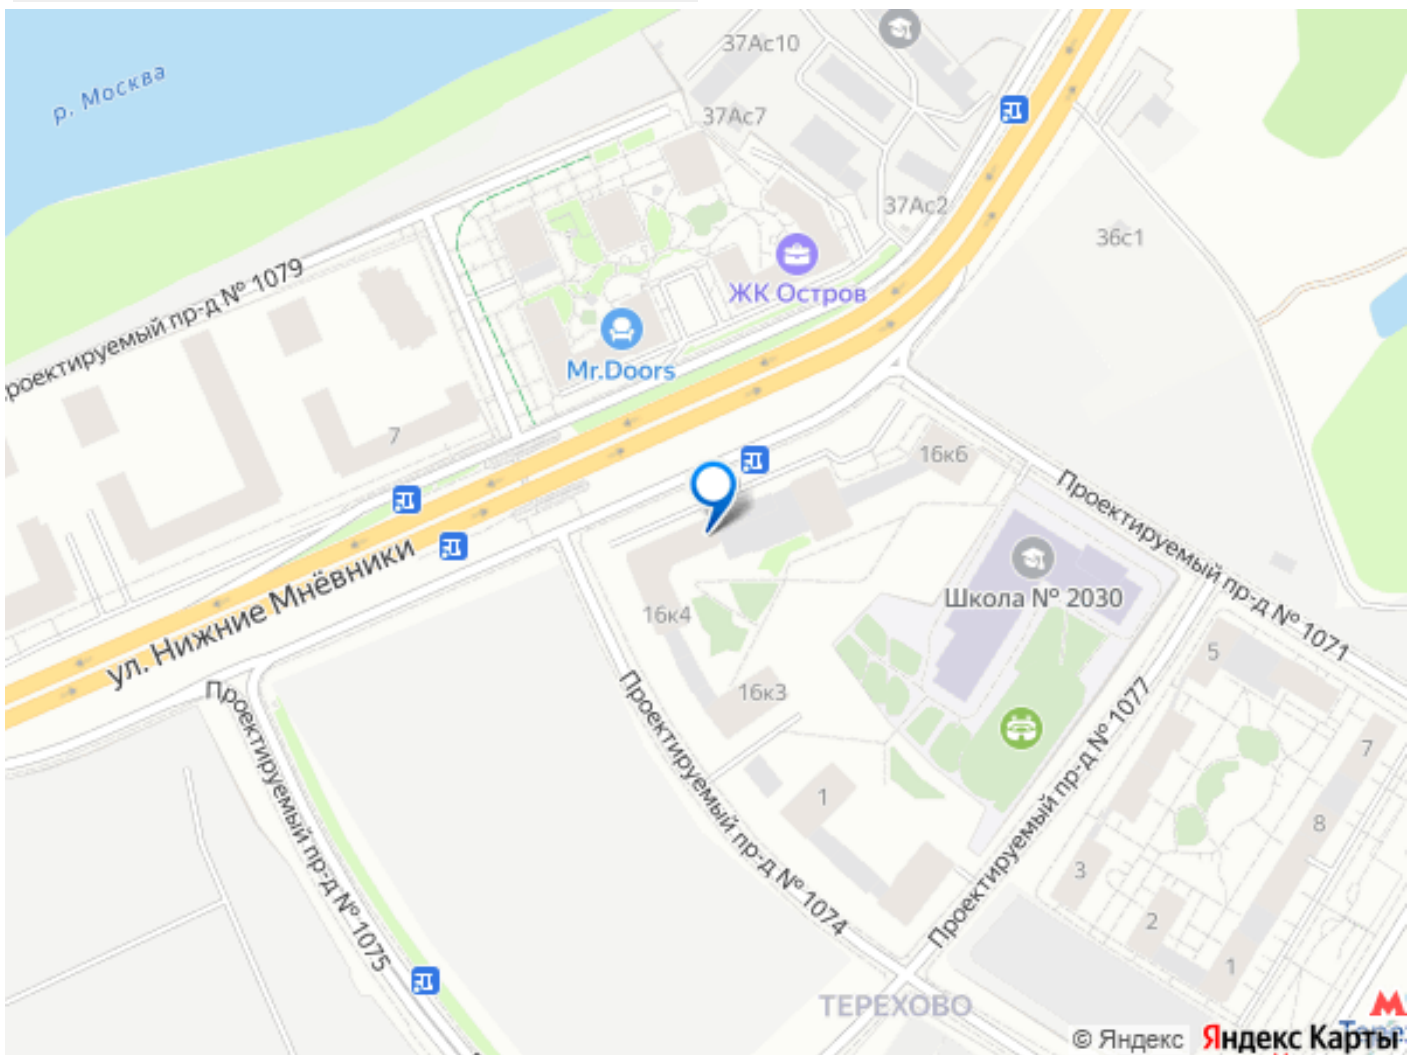 37Ас10
р. Москва
37Ас7
37Ас2
36с1
Проектируемый пр-д № 1079
ЖК Остров
Mr.Doors
7
16к6
Проектируемый пр-д № 1071
ул. Нижние Мнёвники
Школа № 2030
16к4
5
16к3
Проектируемый пр-д № 1075
Проектируемый пр-д № 1074
Проектируемый пр-д № 1077
7
1
8
3
2
1
ТЕРЕХОВО
© Яндекс
Яндекс Карты